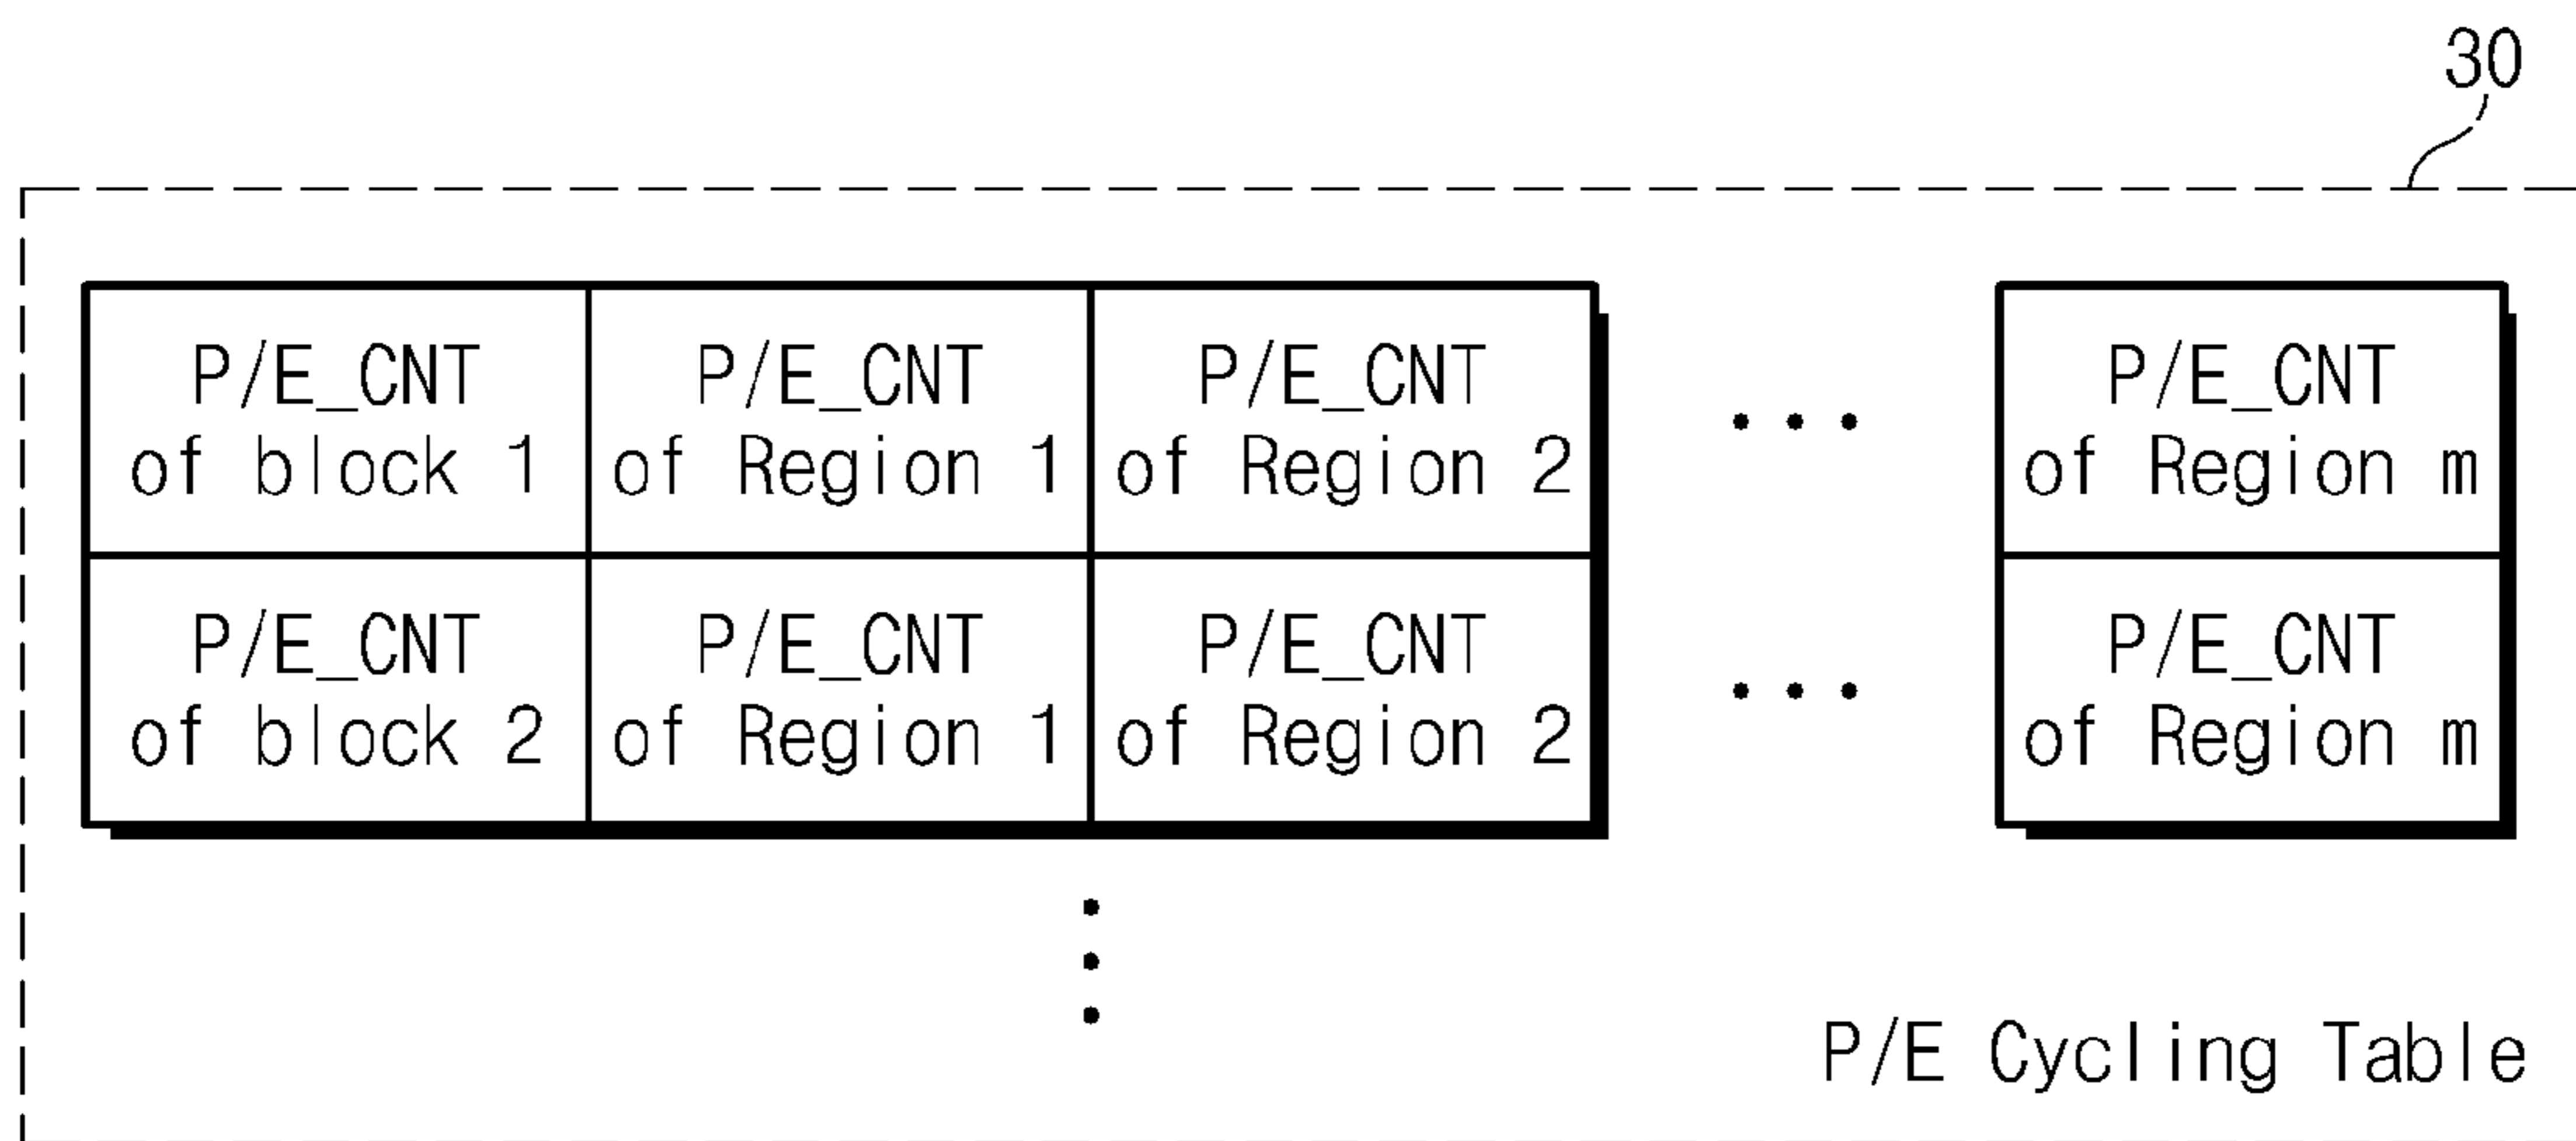 30
P/E_CNT
of block 1
P/E_CNT
of Region 1
P/E_CNT
of Region 2
• • •
P/E_CNT
of Region m
P/E_CNT
of block 2
P/E_CNT
of Region 1
P/E_CNT
of Region 2
• • •
P/E_CNT
of Region m
P/E Cycling Table